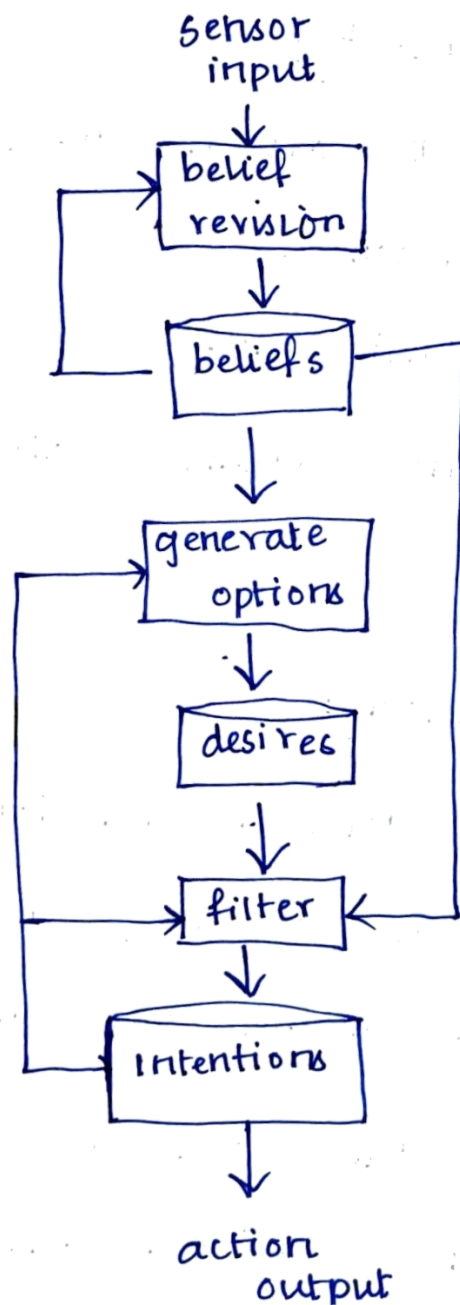 sensor
input
belief
revision
beliefs
generate
options
desires
filter
Intentions
action
output